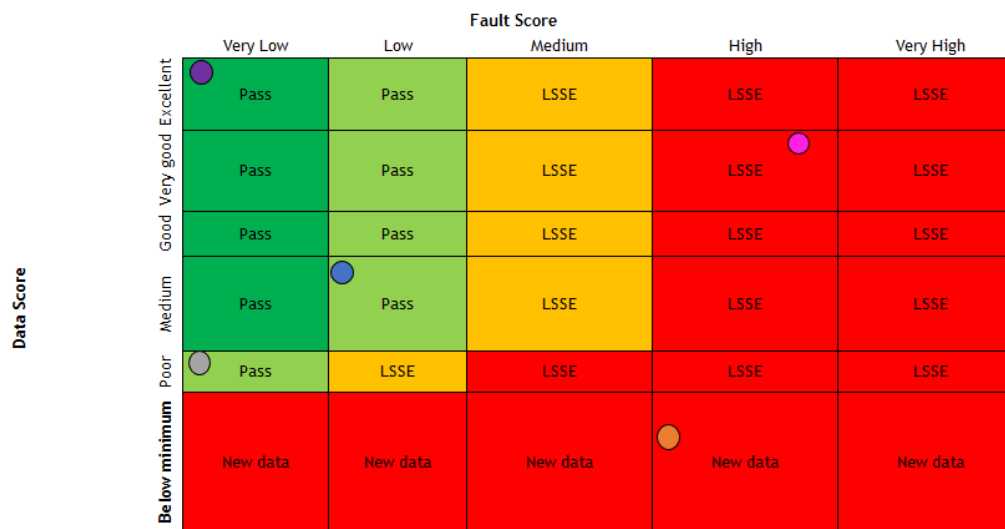 Fault Score
Very Low Low Medium High Very High
Data Score
Excellent Pass Pass LSSE LSSE LSSE
Very good Pass Pass LSSE LSSE LSSE
Good Pass Pass LSSE LSSE LSSE
Medium Pass Pass LSSE LSSE LSSE
Poor Pass LSSE LSSE LSSE LSSE
Below minimum New data New data New data New data New data